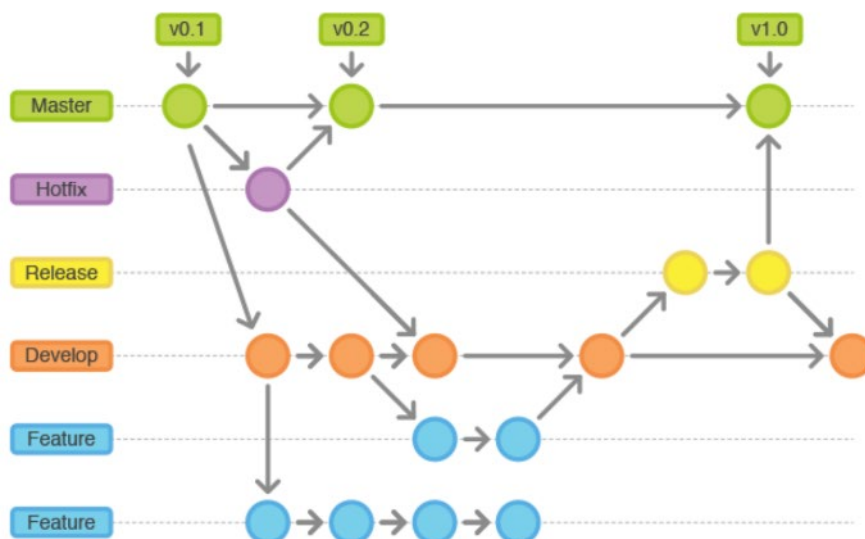 v0.1
v0.2
v1.0
Master
Hotfix
Release
Develop
Feature
Feature